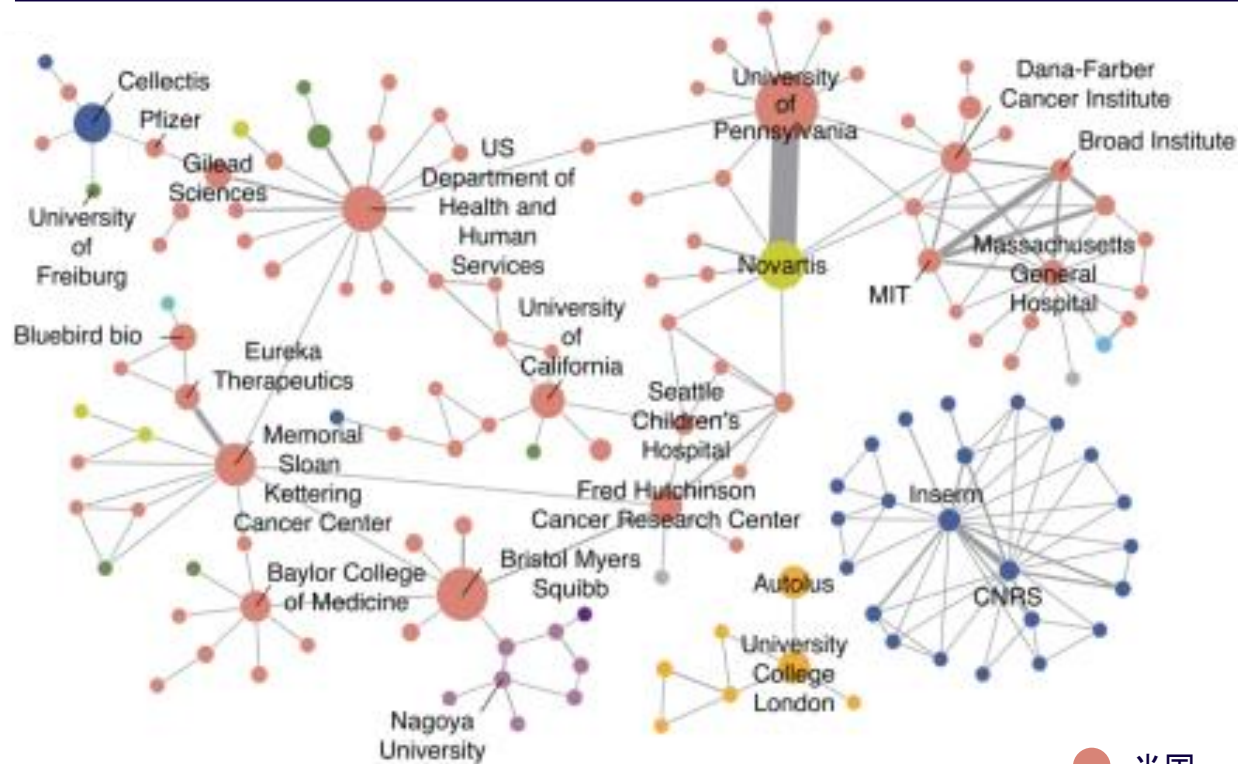 Cellectis
Pfizer
Gilead
Sciences
University
of
Freiburg
US
Department of
Health and
Human
Services
University
of
Pennsylvania
Dana-Farber
Cancer Institute
Broad Institute
Novartis
MIT
Massachusetts
General
Hospital
Bluebird bio
Eureka
Therapeutics
University
of
California
Seattle
Children's
Hospital
Memorial
Sloan
Kettering
Cancer Center
Fred Hutchinson
Cancer Research Center
Inserm
CNRS
Baylor College
of Medicine
Bristol Myers
Squibb
Autolus
University
College
London
Nagoya
University